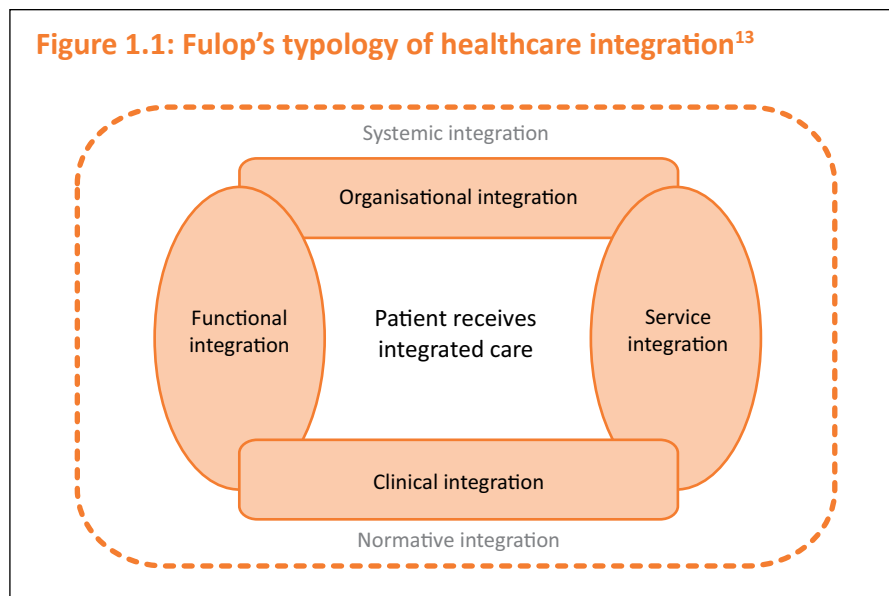 Figure 1.1: Fulop's typology of healthcare integration¹³
Systemic integration
Organisational integration
Functional
integration
Patient receives
integrated care
Service
integration
Clinical integration
Normative integration